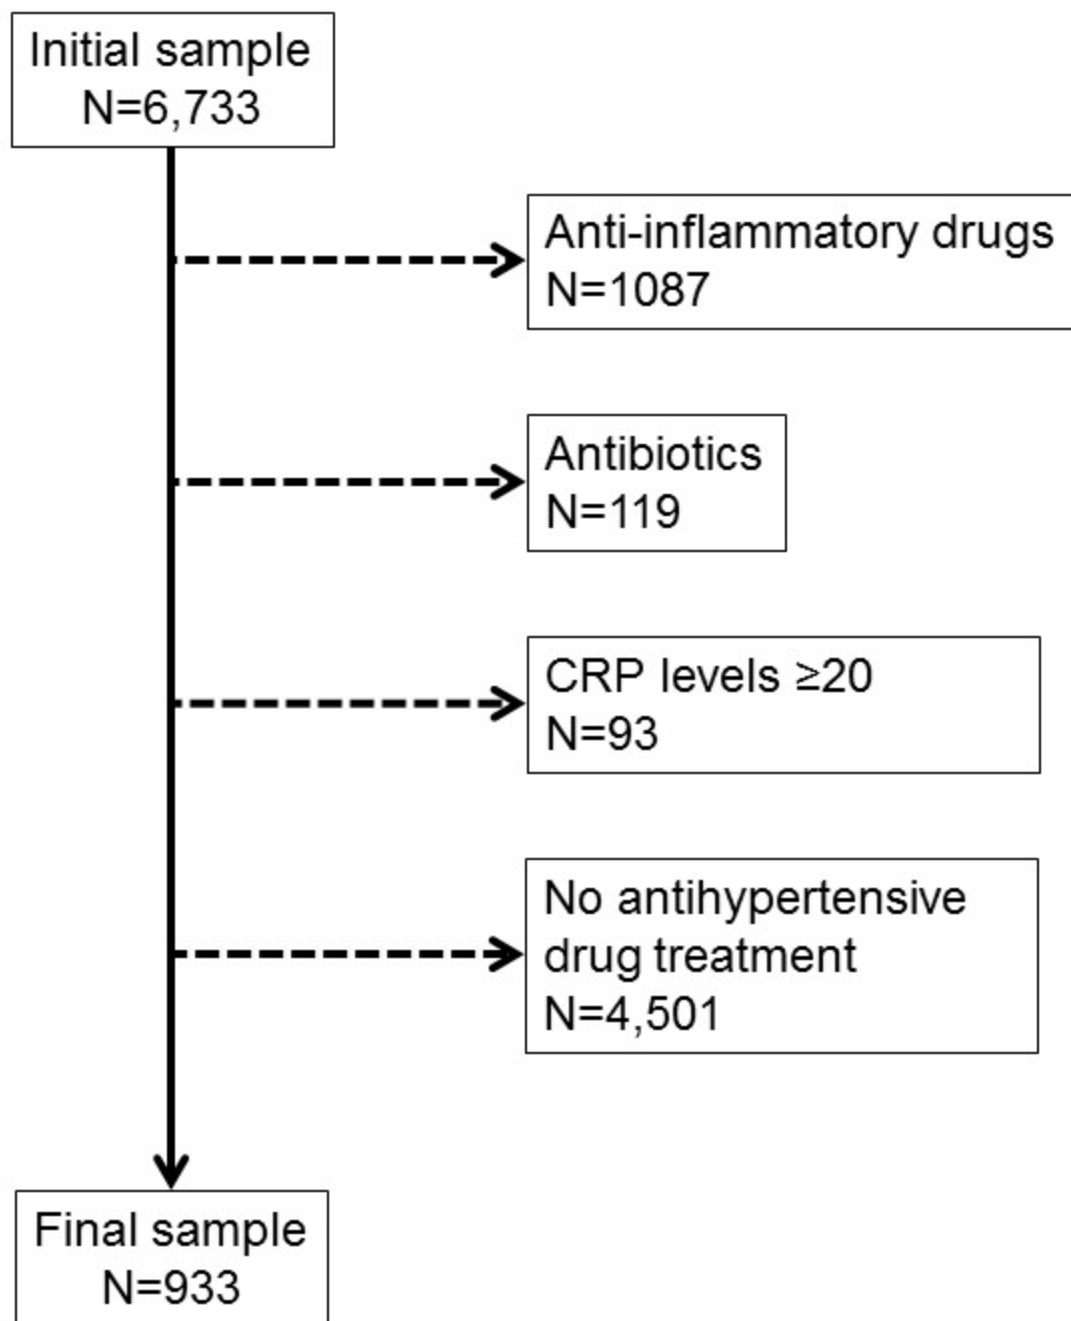 Initial sample
N=6,733
Anti-inflammatory drugs
N=1087
Antibiotics
N=119
CRP levels ≥20
N=93
No antihypertensive
drug treatment
N=4,501
Final sample
N=933